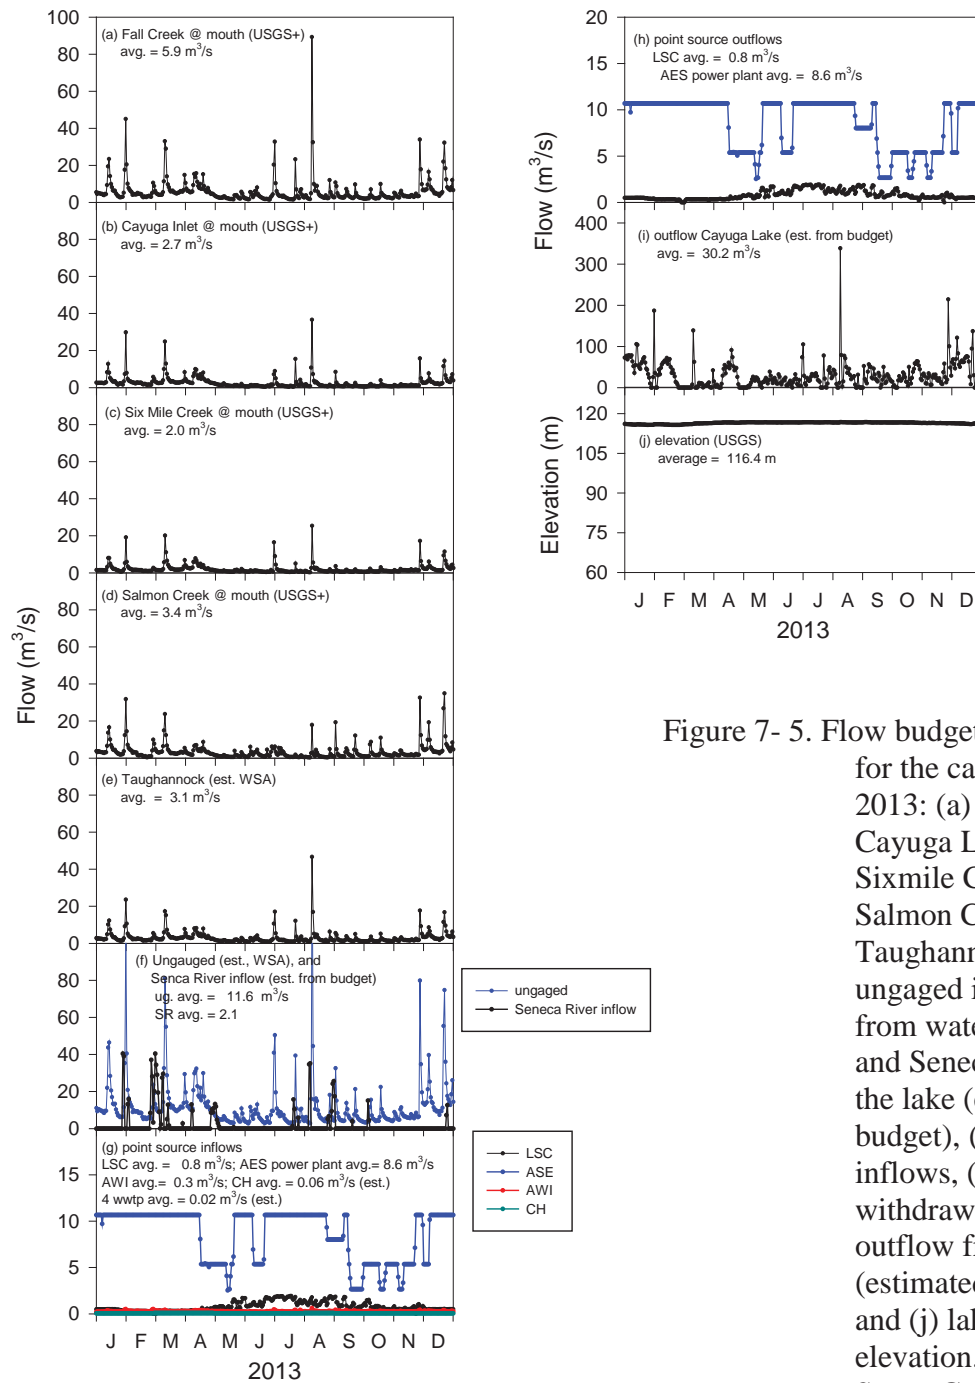 100
80
60
40
20
0
(a) Fall Creek @ mouth (USGS+)
avg. = 5.9 m³/s
80
60
40
20
0
(b) Cayuga Inlet @ mouth (USGS+)
avg. = 2.7 m³/s
80
60
40
20
0
(c) Six Mile Creek @ mouth (USGS+)
avg. = 2.0 m³/s
80
60
40
20
0
(d) Salmon Creek @ mouth (USGS+)
avg. = 3.4 m³/s
Flow (m³/s)
80
60
40
20
0
(e) Taughannock (est. WSA)
avg. = 3.1 m³/s
80
60
40
20
0
(f) Ungauged (est., WSA), and
Seneca River inflow (est. from budget)
ug. avg. = 11.6 m³/s
SR avg. = 2.1
ungaged
Seneca River inflow
15
10
5
0
(g) point source inflows
LSC avg. = 0.8 m³/s; AES power plant avg.= 8.6 m³/s
AWI avg.= 0.3 m³/s; CH avg. = 0.06 m³/s (est.)
4 wwtp avg. = 0.02 m³/s (est.)
LSC
ASE
AWI
CH
J F M A M J J A S O N D
2013
20
15
10
5
0
(h) point source outflows
LSC avg. = 0.8 m³/s
AES power plant avg. = 8.6 m³/s
Flow (m³/s)
400
300
200
100
0
(i) outflow Cayuga Lake (est. from budget)
avg. = 30.2 m³/s
120
105
90
75
60
Elevation (m)
(j) elevation (USGS)
average = 116.4 m
J F M A M J J A S O N D
2013
Figure 7- 5. Flow budget
for the ca
2013: (a)
Cayuga L
Sixmile C
Salmon C
Taughann
ungaged i
from wate
and Senec
the lake (
budget), (
inflows, (
withdraw
outflow f
(estimated
and (j) lak
elevation.